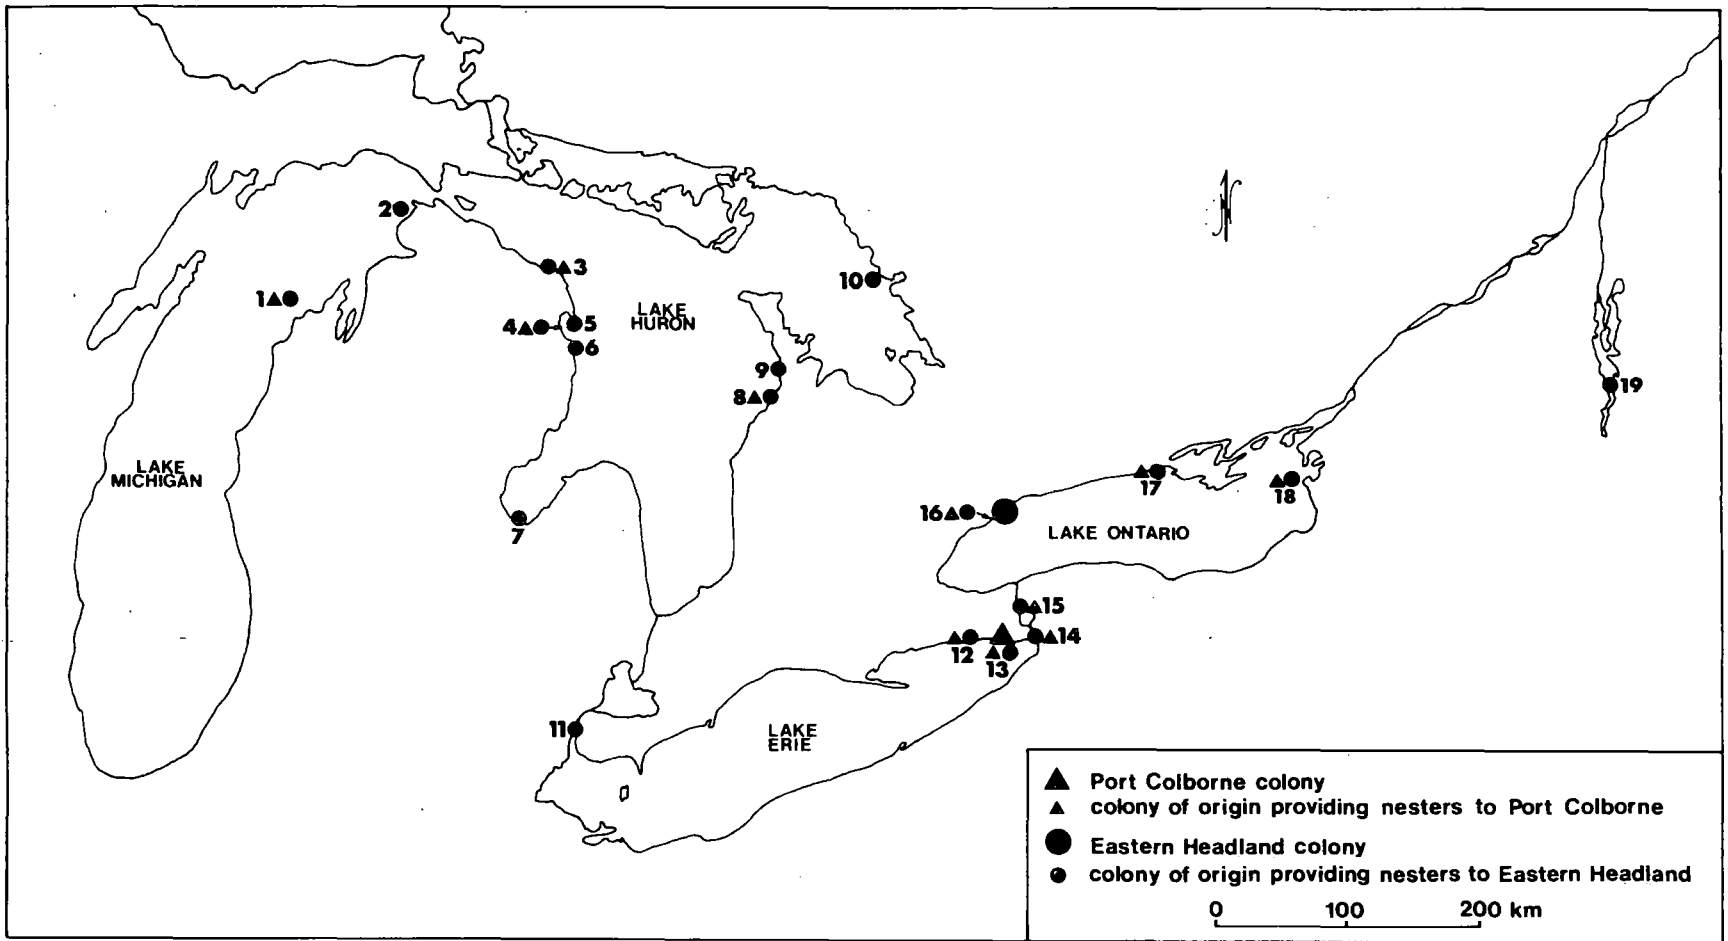 2
3
10
1
LAKE
HURON
4
5
6
9
8
19
LAKE
MICHIGAN
17
18
16
7
LAKE ONTARIO
15
14
12
13
11
LAKE
ERIE
Port Colborne colony
colony of origin providing nesters to Port Colborne
Eastern Headland colony
colony of origin providing nesters to Eastern Headland
0 100 200 km